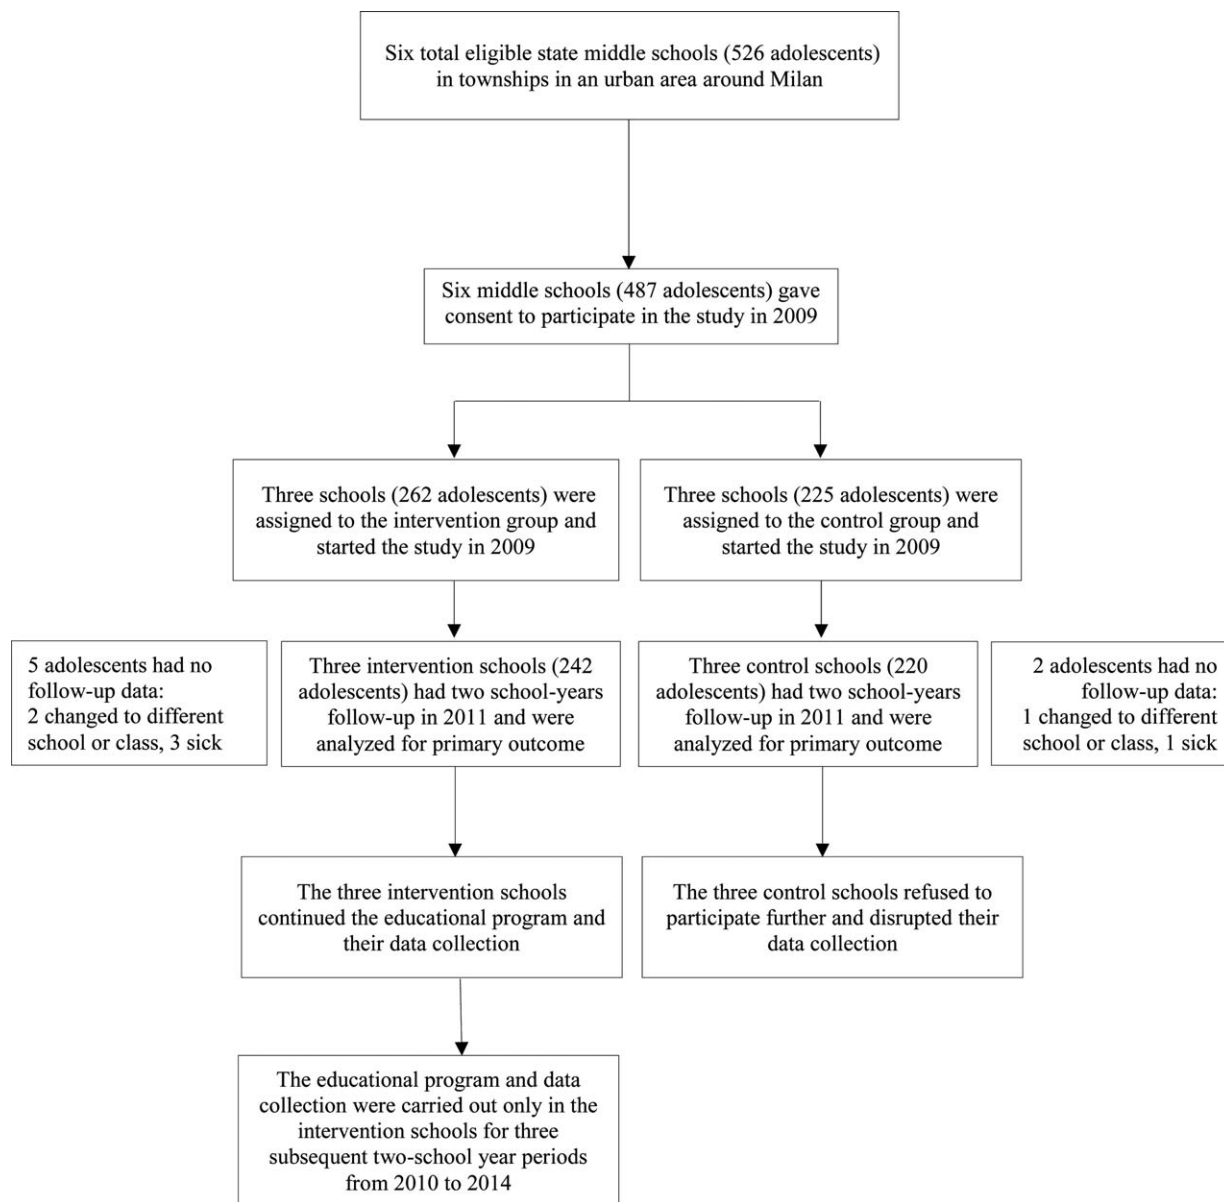 Six total eligible state middle schools (526 adolescents)
in townships in an urban area around Milan
Six middle schools (487 adolescents) gave
consent to participate in the study in 2009
Three schools (262 adolescents) were
assigned to the intervention group and
started the study in 2009
Three schools (225 adolescents) were
assigned to the control group and
started the study in 2009
5 adolescents had no
follow-up data:
2 changed to different
school or class, 3 sick
Three intervention schools (242
adolescents) had two school-years
follow-up in 2011 and were
analyzed for primary outcome
Three control schools (220
adolescents) had two school-years
follow-up in 2011 and were
analyzed for primary outcome
2 adolescents had no
follow-up data:
1 changed to different
school or class, 1 sick
The three intervention schools
continued the educational program and
their data collection
The three control schools refused to
participate further and disrupted their
data collection
The educational program and data
collection were carried out only in the
intervention schools for three
subsequent two-school year periods
from 2010 to 2014